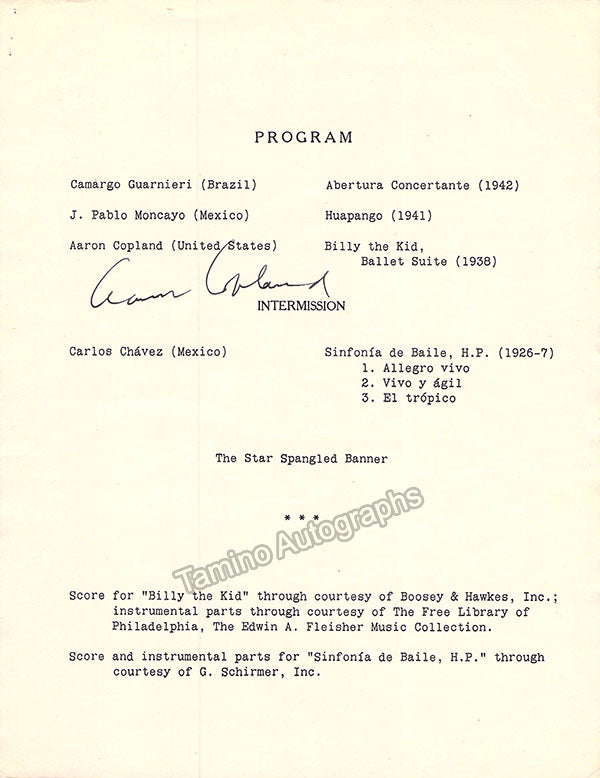 PROGRAM
Camargo Guarnieri (Brazil) Abertura Concertante (1942)
J. Pablo Moncayo (Mexico) Huapango (1941)
Aaron Copland (United States) Billy the Kid,
Ballet Suite (1938)
Aaron Copland
INTERMISSION
Carlos Chávez (Mexico) Sinfonía de Baile, H.P. (1926-7)
1. Allegro vivo
2. Vivo y ágil
3. El trópico
The Star Spangled Banner
* * *
Tamino Autographs
Score for "Billy the Kid" through courtesy of Boosey & Hawkes, Inc.;
instrumental parts through courtesy of The Free Library of
Philadelphia, The Edwin A. Fleisher Music Collection.
Score and instrumental parts for "Sinfonía de Baile, H.P." through
courtesy of G. Schirmer, Inc.